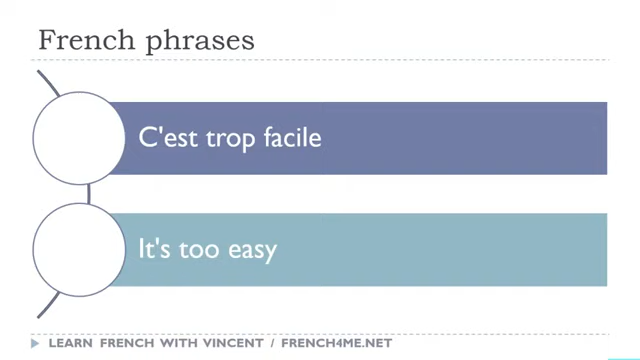 French phrases
C'est trop facile
It's too easy
LEARN FRENCH WITH VINCENT / FRENCH4ME.NET